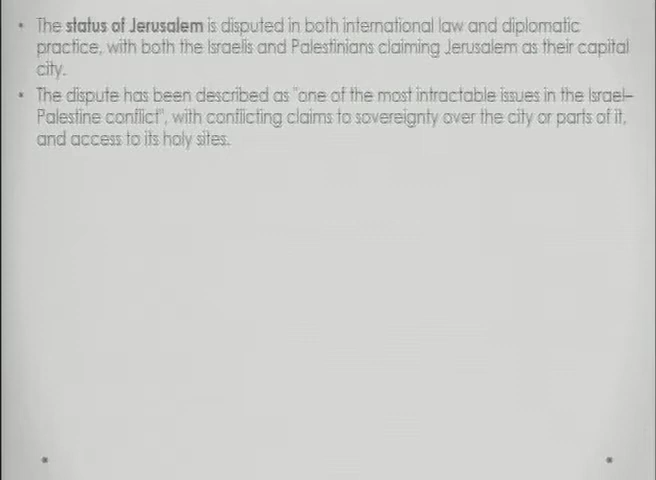 • The status of Jerusalem is disputed in both international law and diplomatic
practice, with both the Israelis and Palestinians claiming Jerusalem as their capital
city.
• The dispute has been described as "one of the most intractable issues in the Israel–
Palestine conflict", with conflicting claims to sovereignty over the city or parts of it,
and access to its holy sites.